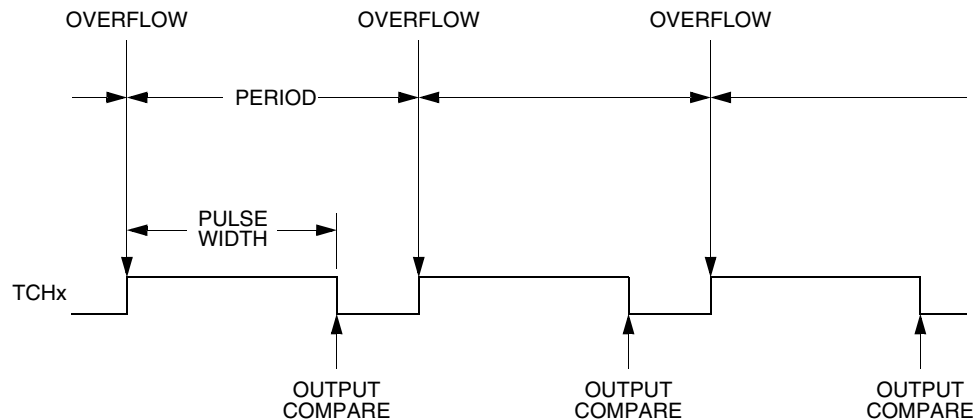 OVERFLOW
OVERFLOW
OVERFLOW
PERIOD
PULSE
WIDTH
TCHx
OUTPUT
COMPARE
OUTPUT
COMPARE
OUTPUT
COMPARE